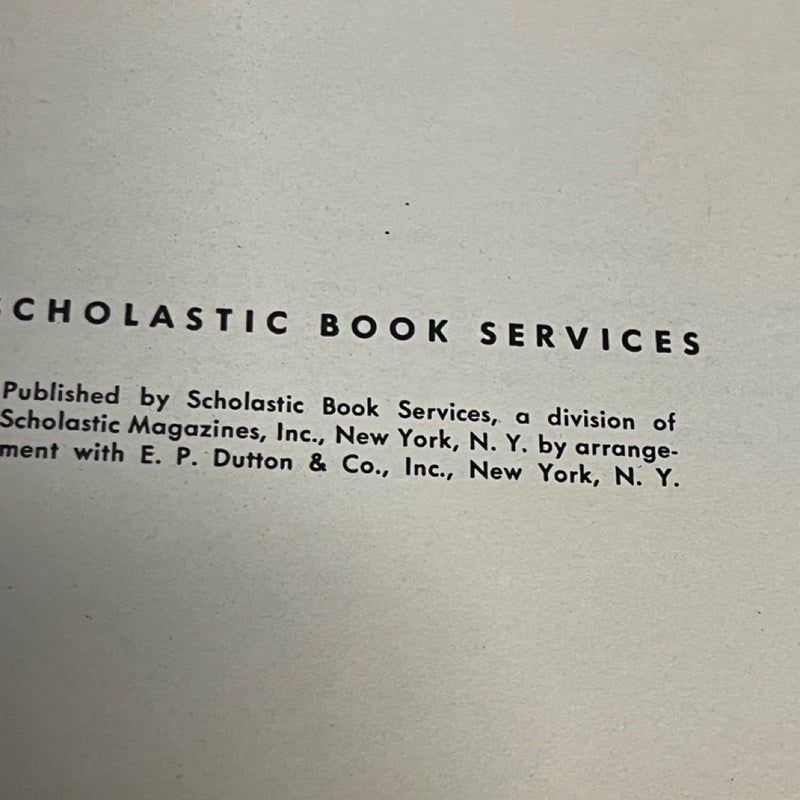 SCHOLASTIC BOOK SERVICES
Published by Scholastic Book Services, a division of
Scholastic Magazines, Inc., New York, N. Y. by arrange-
ment with E. P. Dutton & Co., Inc., New York, N. Y.